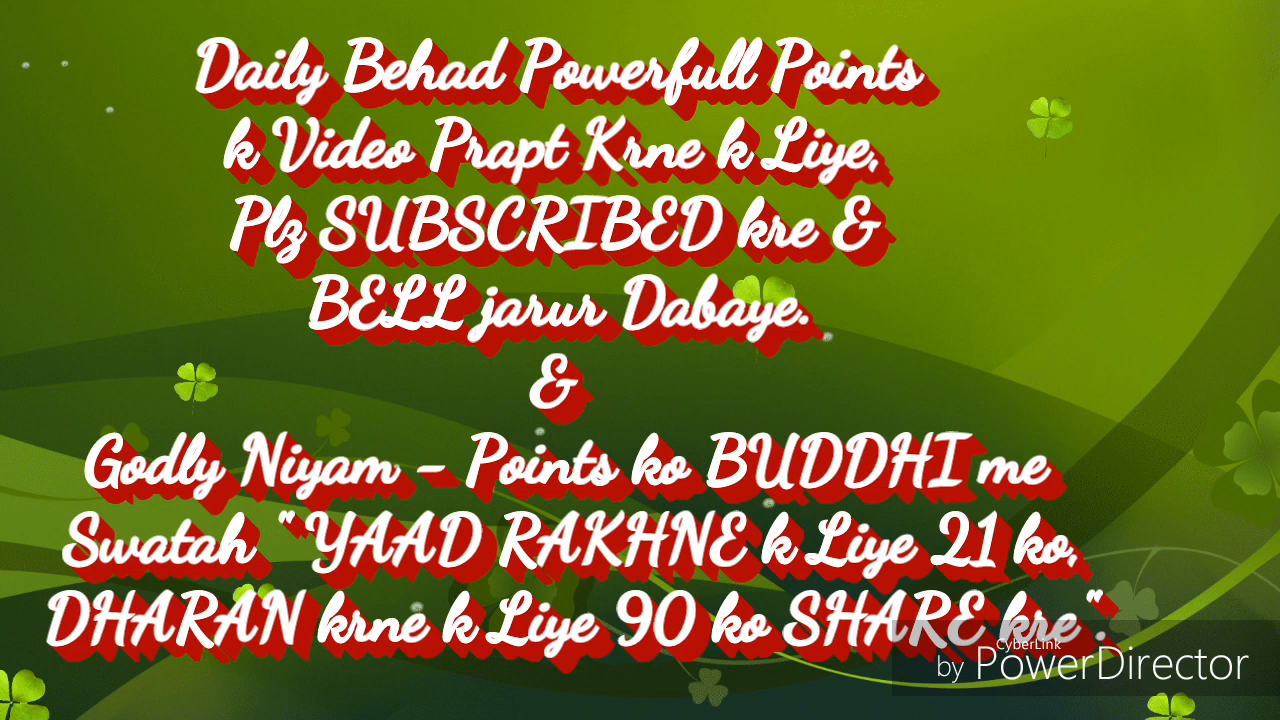 Daily Behad Powerfull Points
k Video Prapt Krne k Liye,
Plz SUBSCRIBED kre &
BELL jarur Dabaye.
&
Godly Niyam - Points ko BUDDHI me
Swatah "YAAD RAKHNE k Liye 21 ko,
DHARAN krne k Liye 90 ko SHARE kre".
by CyberLink PowerDirector